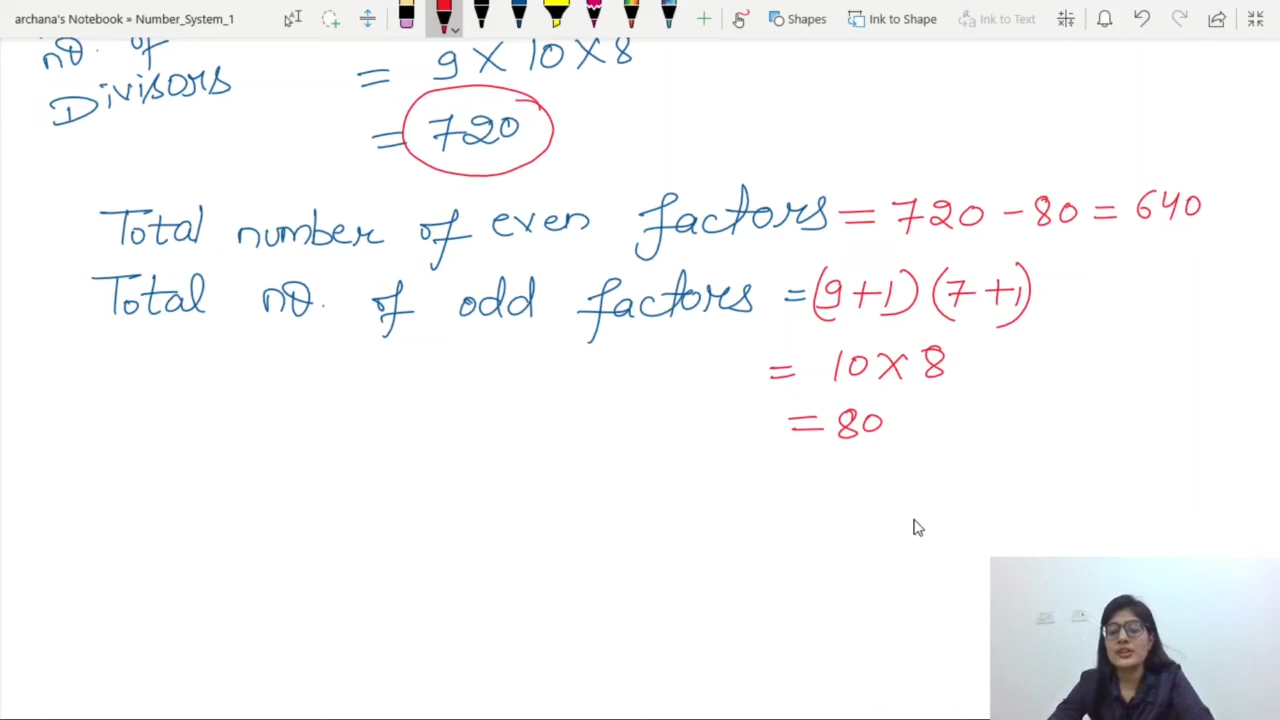 archana's Notebook » Number_System_1
Shapes
Ink to Shape
Ink to Text
no. of
Divisors
= 9 X 10 X 8
= 720
Total number of even factors = 720 - 80 = 640
Total no. of odd factors = (9+1) (7+1)
= 10 X 8
= 80